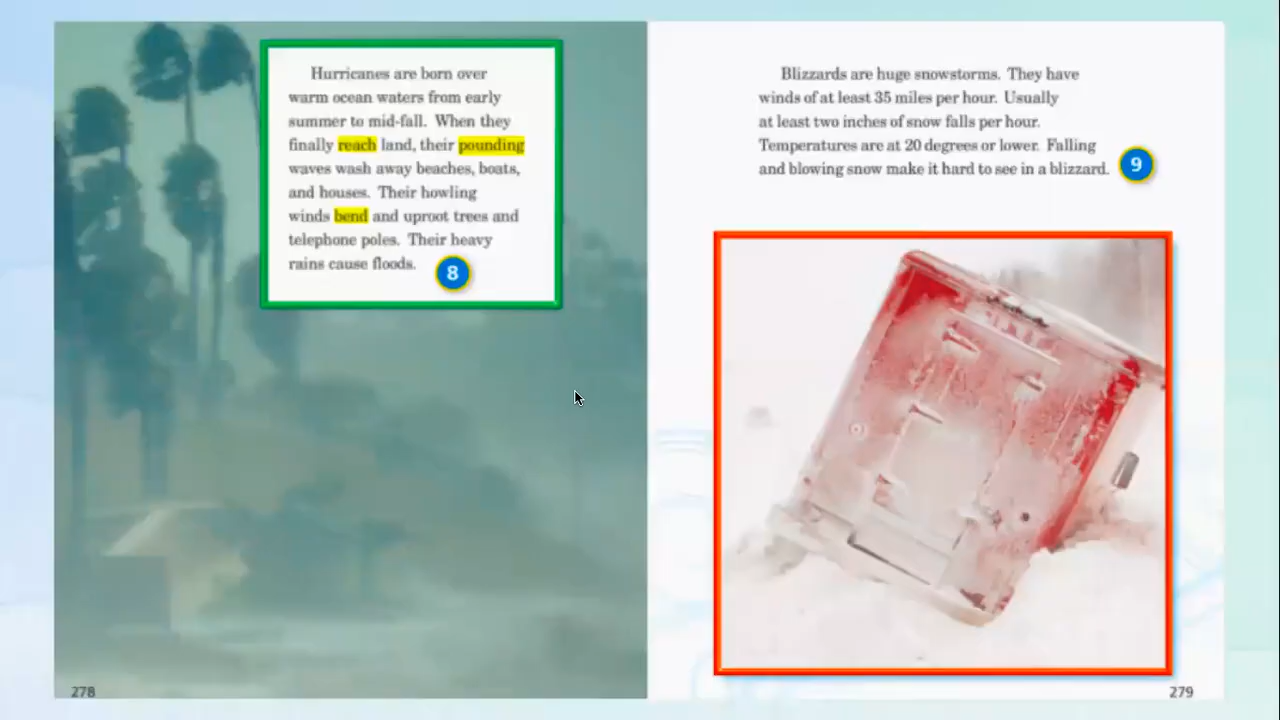 Hurricanes are born over
warm ocean waters from early
summer to mid-fall. When they
finally reach land, their pounding
waves wash away beaches, boats,
and houses. Their howling
winds bend and uproot trees and
telephone poles. Their heavy
rains cause floods.
8
278
Blizzards are huge snowstorms. They have
winds of at least 35 miles per hour. Usually
at least two inches of snow falls per hour.
Temperatures are at 20 degrees or lower. Falling
and blowing snow make it hard to see in a blizzard.
9
279